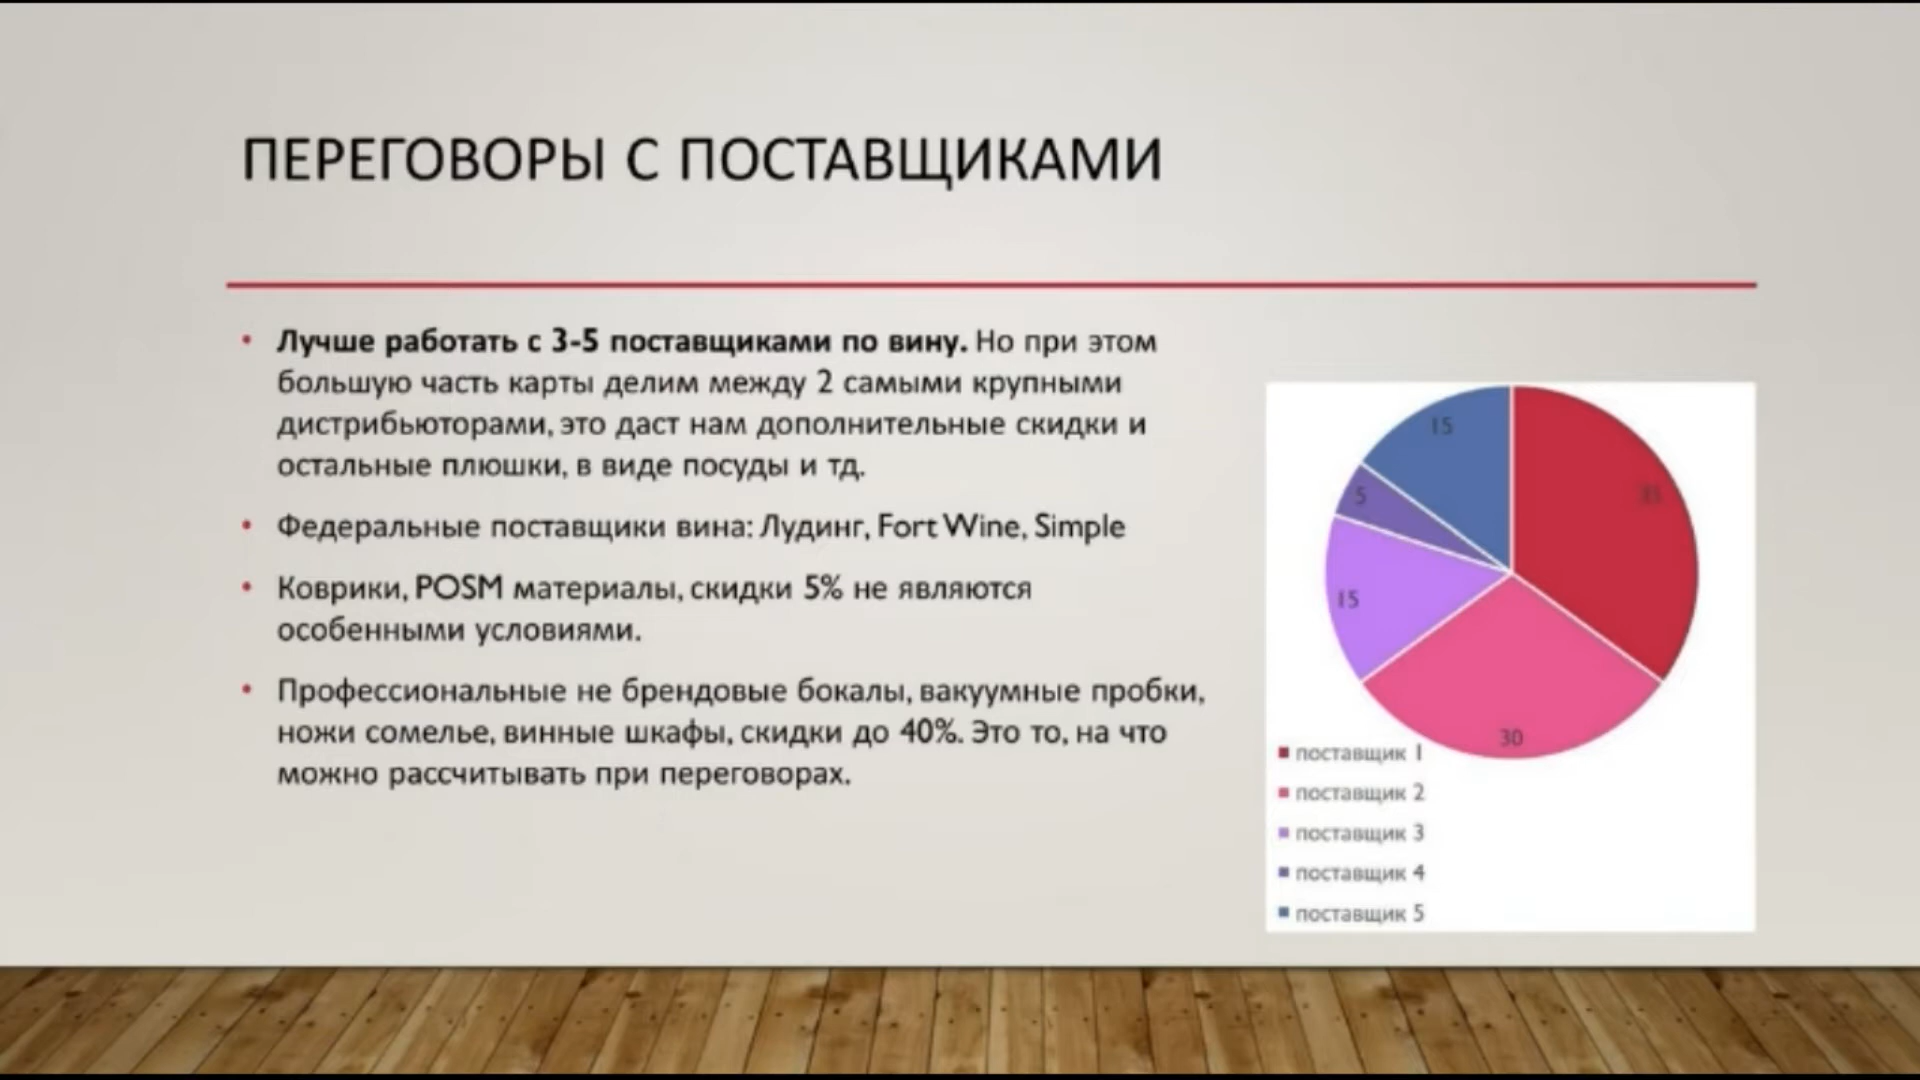 ПЕРЕГОВОРЫ С ПОСТАВЩИКАМИ
• Лучше работать с 3-5 поставщиками по вину. Но при этом
большую часть карты делим между 2 самыми крупными
дистрибьюторами, это даст нам дополнительные скидки и
остальные плюшки, в виде посуды и тд.
• Федеральные поставщики вина: Лудинг, Fort Wine, Simple
• Коврики, POSM материалы, скидки 5% не являются
особенными условиями.
• Профессиональные не брендовые бокалы, вакуумные пробки,
ножи сомелье, винные шкафы, скидки до 40%. Это то, на что
можно рассчитывать при переговорах.
15
5
35
15
30
поставщик 1
поставщик 2
поставщик 3
поставщик 4
поставщик 5